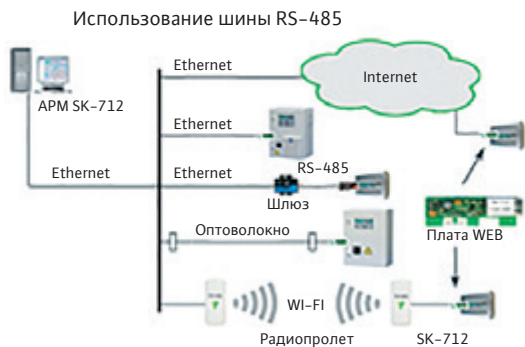 Использование шины RS-485
Ethernet
Internet
АРМ SK-712
Ethernet
Ethernet
Ethernet
RS-485
Шлюз
Оптоволокно
Плата WEB
WI-FI
Радиопролет
SK-712